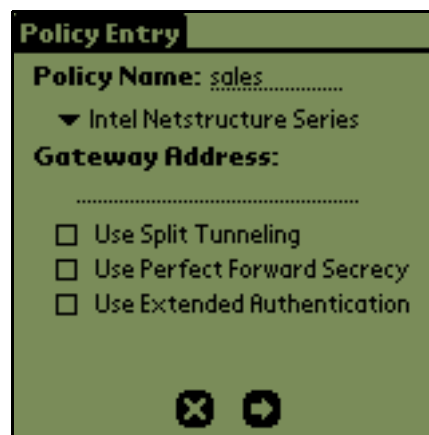 Policy Entry
Policy Name: sales
Intel Netstructure Series
Gateway Address:
Use Split Tunneling
Use Perfect Forward Secrecy
Use Extended Authentication